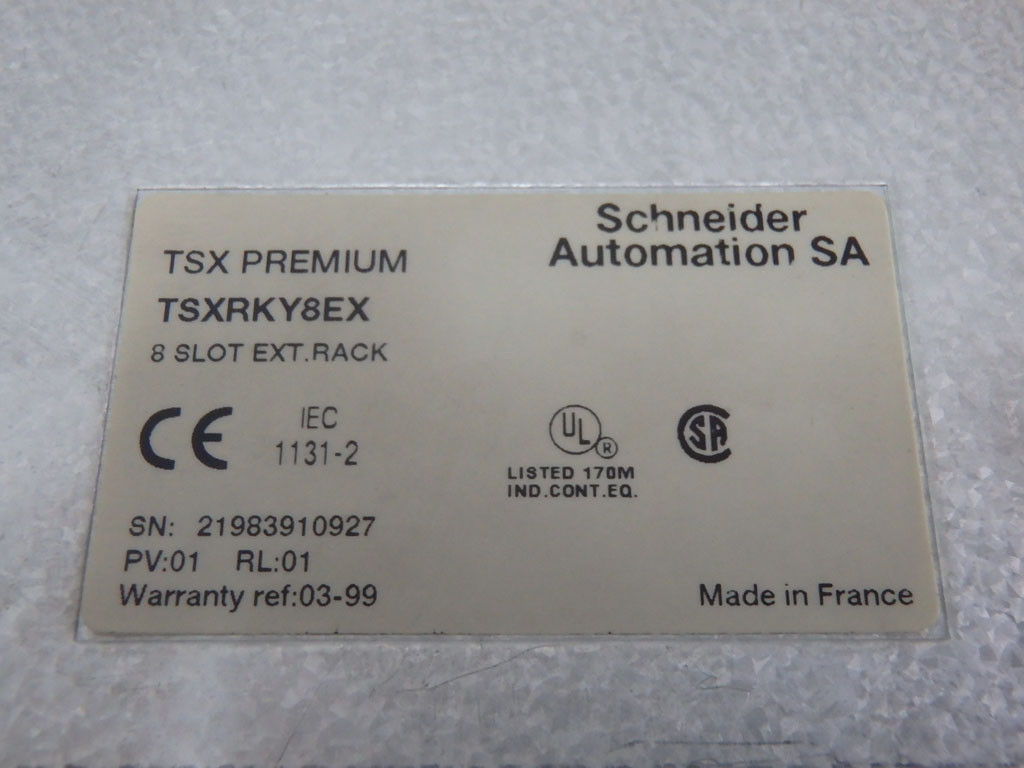 Schneider
Automation SA
TSX PREMIUM
TSXRKY8EX
8 SLOT EXT.RACK
CE
IEC
1131-2
UL ®
LISTED 170M
IND.CONT.EQ.
CSA
SN: 21983910927
PV:01 RL:01
Warranty ref:03-99
Made in France